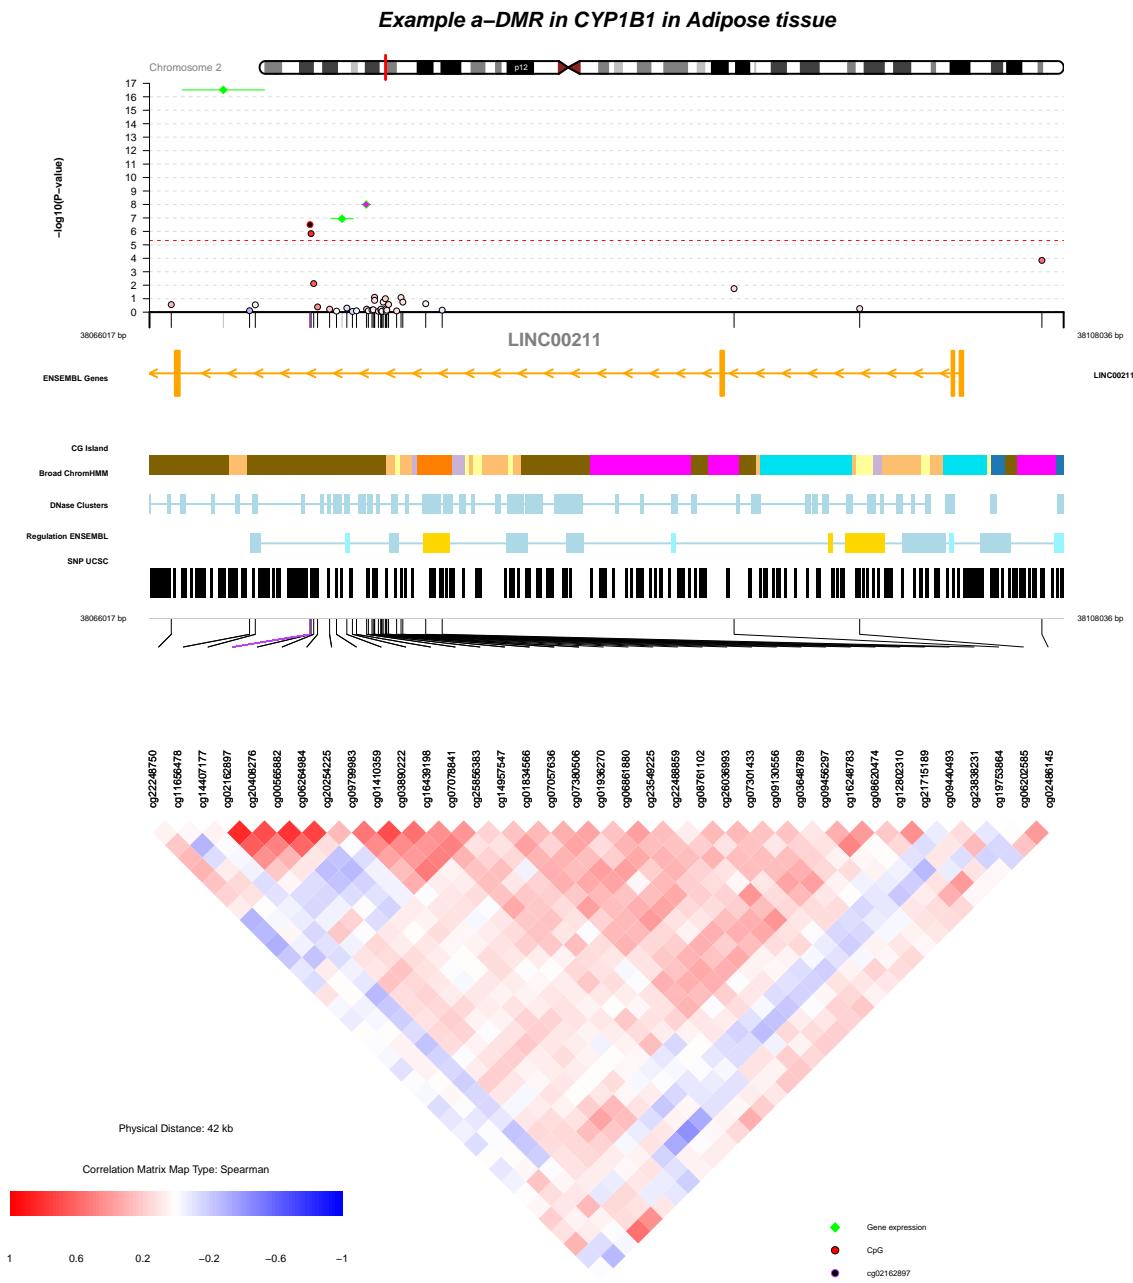 Example a–DMR in CYP1B1 in Adipose tissue
Chromosome 2
p12
–log10(P–value)
17
16
15
14
13
12
11
10
9
8
7
6
5
4
3
2
1
0
38066017 bp
38108036 bp
LINC00211
ENSEMBL Genes
LINC00211
CG Island
Broad ChromHMM
DNase Clusters
Regulation ENSEMBL
SNP UCSC
38066017 bp
38108036 bp
cg22248750
cg11656478
cg14407177
cg02162897
cg20408276
cg00565882
cg06264984
cg20254225
cg09799983
cg01410359
cg03890222
cg16439198
cg07078841
cg25856383
cg14957547
cg01834566
cg07057636
cg07380506
cg01936270
cg06861880
cg23549225
cg22488859
cg08761102
cg26036993
cg07301433
cg09130556
cg03648789
cg09456297
cg16248783
cg08620474
cg12802310
cg21715189
cg09440493
cg23838231
cg19753864
cg06602585
cg02486145
Physical Distance: 42 kb
Correlation Matrix Map Type: Spearman
1 0.6 0.2 –0.2 –0.6 –1
Gene expression
CpG
cg02162897